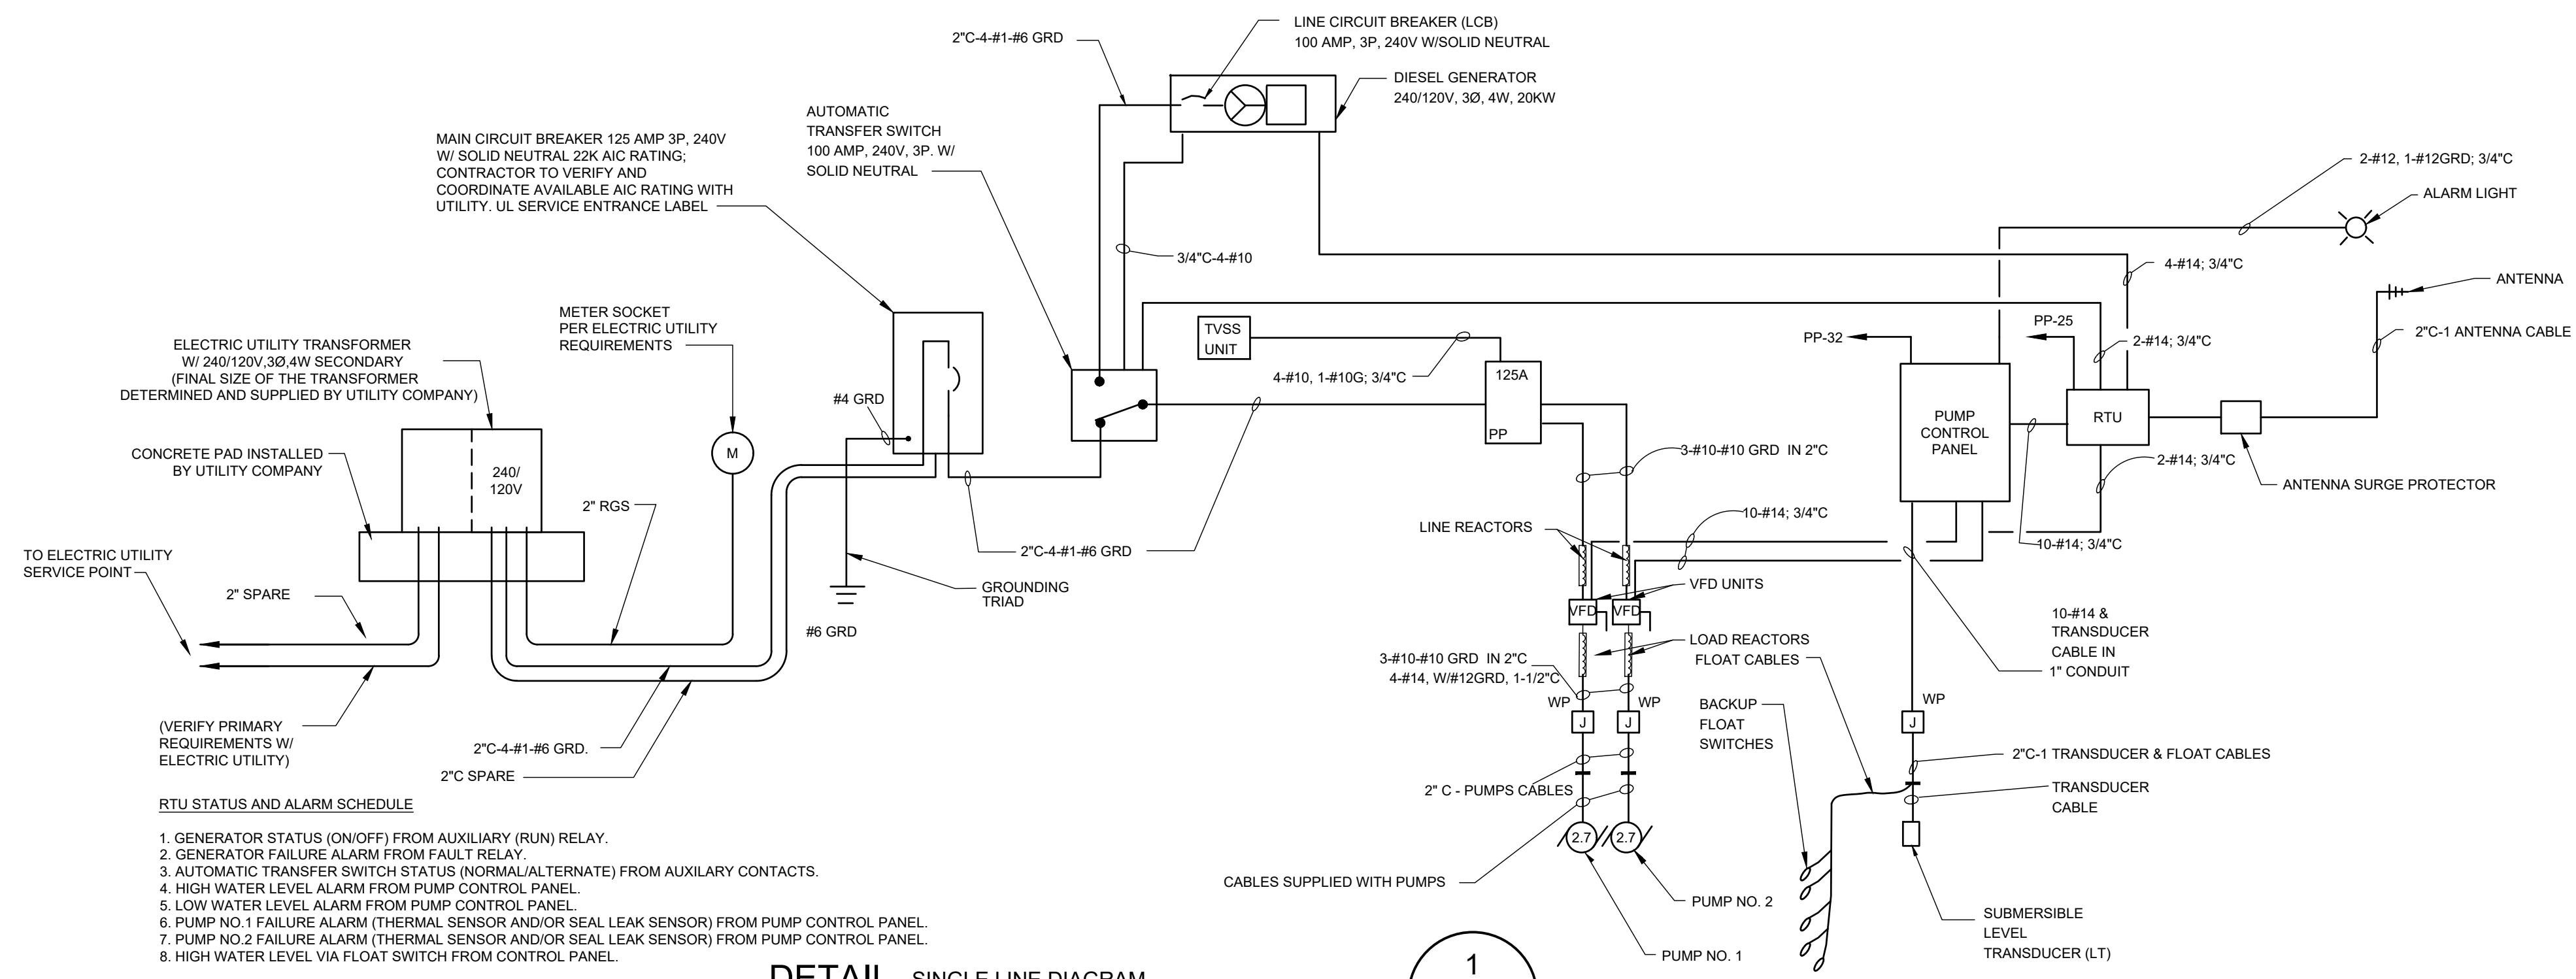 LINE CIRCUIT BREAKER (LCB)
100 AMP, 3P, 240V W/SOLID NEUTRAL
2"C-4-#1-#6 GRD
DIESEL GENERATOR
240/120V, 3Ø, 4W, 20KW
AUTOMATIC
TRANSFER SWITCH
100 AMP, 240V, 3P. W/
SOLID NEUTRAL
MAIN CIRCUIT BREAKER 125 AMP 3P, 240V
W/ SOLID NEUTRAL 22K AIC RATING;
CONTRACTOR TO VERIFY AND
COORDINATE AVAILABLE AIC RATING WITH
UTILITY. UL SERVICE ENTRANCE LABEL
2-#12, 1-#12GRD; 3/4"C
ALARM LIGHT
3/4"C-4-#10
4-#14; 3/4"C
ANTENNA
METER SOCKET
PER ELECTRIC UTILITY
REQUIREMENTS
ELECTRIC UTILITY TRANSFORMER
W/ 240/120V,3Ø,4W SECONDARY
(FINAL SIZE OF THE TRANSFORMER
DETERMINED AND SUPPLIED BY UTILITY COMPANY)
TVSS
UNIT
PP-32
PP-25
2-#14; 3/4"C
2"C-1 ANTENNA CABLE
4-#10, 1-#10G; 3/4"C
125A
PP
#4 GRD
PUMP
CONTROL
PANEL
RTU
CONCRETE PAD INSTALLED
BY UTILITY COMPANY
240/
120V
M
3-#10-#10 GRD  IN 2"C
2-#14; 3/4"C
ANTENNA SURGE PROTECTOR
2" RGS
LINE REACTORS
10-#14; 3/4"C
10-#14; 3/4"C
2"C-4-#1-#6 GRD
TO ELECTRIC UTILITY
SERVICE POINT
2" SPARE
GROUNDING
TRIAD
VFD UNITS
VFD
VFD
#6 GRD
10-#14 &
TRANSDUCER
CABLE IN
1" CONDUIT
LOAD REACTORS
FLOAT CABLES
3-#10-#10 GRD  IN 2"C
4-#14, W/#12GRD, 1-1/2"C
WP
WP
WP
J
J
J
BACKUP
FLOAT
SWITCHES
(VERIFY PRIMARY
REQUIREMENTS W/
ELECTRIC UTILITY)
2"C-4-#1-#6 GRD.
2"C SPARE
2"C-1 TRANSDUCER & FLOAT CABLES
2" C - PUMPS CABLES
TRANSDUCER
CABLE
2.7
2.7
CABLES SUPPLIED WITH PUMPS
PUMP NO. 2
PUMP NO. 1
SUBMERSIBLE
LEVEL
TRANSDUCER (LT)
RTU STATUS AND ALARM SCHEDULE
1. GENERATOR STATUS (ON/OFF) FROM AUXILIARY (RUN) RELAY.
2. GENERATOR FAILURE ALARM FROM FAULT RELAY.
3. AUTOMATIC TRANSFER SWITCH STATUS (NORMAL/ALTERNATE) FROM AUXILARY CONTACTS.
4. HIGH WATER LEVEL ALARM FROM PUMP CONTROL PANEL.
5. LOW WATER LEVEL ALARM FROM PUMP CONTROL PANEL.
6. PUMP NO.1 FAILURE ALARM (THERMAL SENSOR AND/OR SEAL LEAK SENSOR) FROM PUMP CONTROL PANEL.
7. PUMP NO.2 FAILURE ALARM (THERMAL SENSOR AND/OR SEAL LEAK SENSOR) FROM PUMP CONTROL PANEL.
8. HIGH WATER LEVEL VIA FLOAT SWITCH FROM CONTROL PANEL.
DETAIL SINGLE LINE DIAGRAM
1